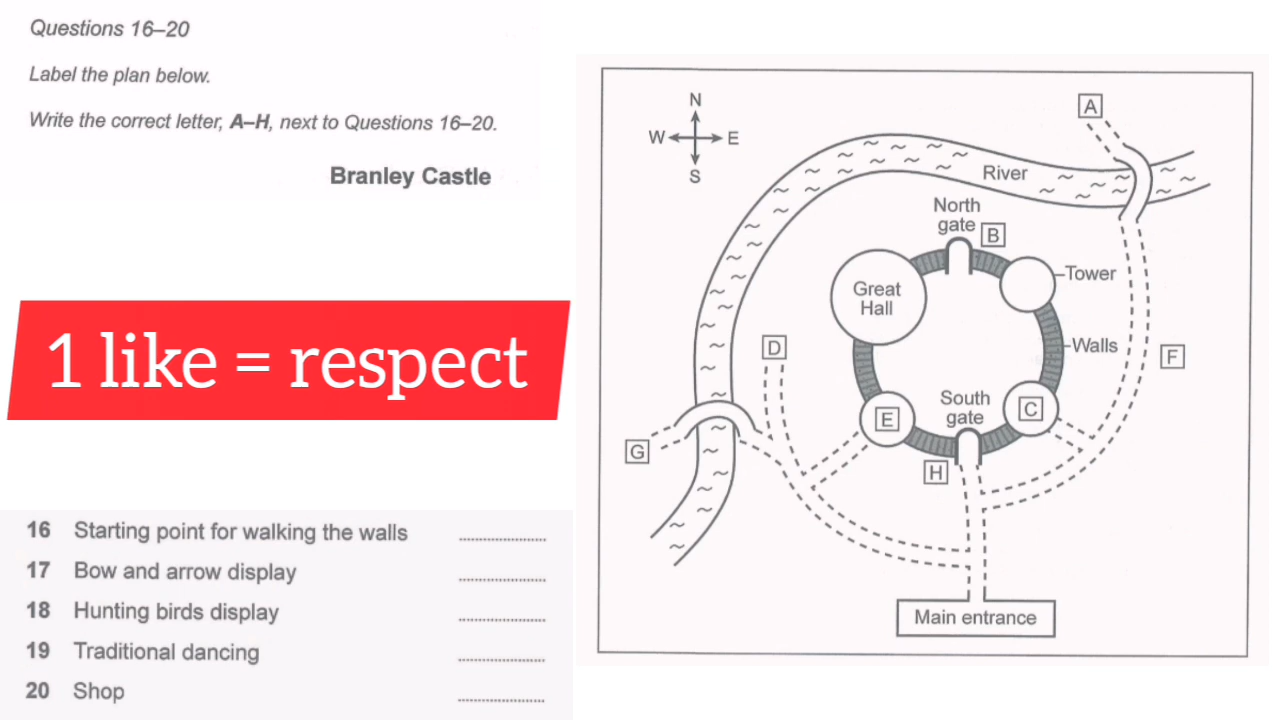 Questions 16–20
Label the plan below.
Write the correct letter, A–H, next to Questions 16–20.
Branley Castle
1 like = respect
16 Starting point for walking the walls ....................
17 Bow and arrow display ....................
18 Hunting birds display ....................
19 Traditional dancing ....................
20 Shop ....................
N
W E
S
A
River
North
gate
B
Tower
Great
Hall
Walls
D
F
South
gate
C
E
G
H
Main entrance